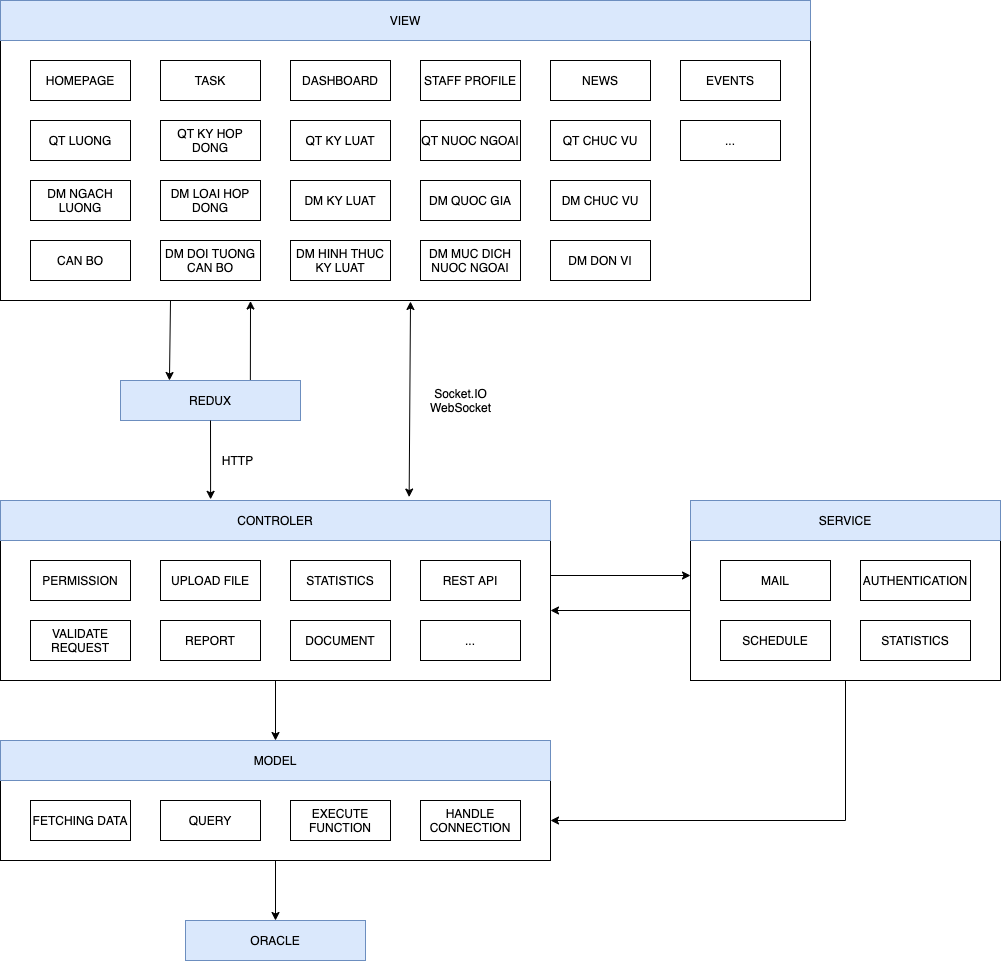 VIEW
HOMEPAGE
TASK
DASHBOARD
STAFF PROFILE
NEWS
EVENTS
QT LUONG
QT KY HOP
DONG
QT KY LUAT
QT NUOC NGOAI
QT CHUC VU
...
DM NGACH
LUONG
DM LOAI HOP
DONG
DM KY LUAT
DM QUOC GIA
DM CHUC VU
CAN BO
DM DOI TUONG
CAN BO
DM HINH THUC
KY LUAT
DM MUC DICH
NUOC NGOAI
DM DON VI
REDUX
Socket.IO
WebSocket
HTTP
CONTROLER
PERMISSION
UPLOAD FILE
STATISTICS
REST API
VALIDATE
REQUEST
REPORT
DOCUMENT
...
SERVICE
MAIL
AUTHENTICATION
SCHEDULE
STATISTICS
MODEL
FETCHING DATA
QUERY
EXECUTE
FUNCTION
HANDLE
CONNECTION
ORACLE